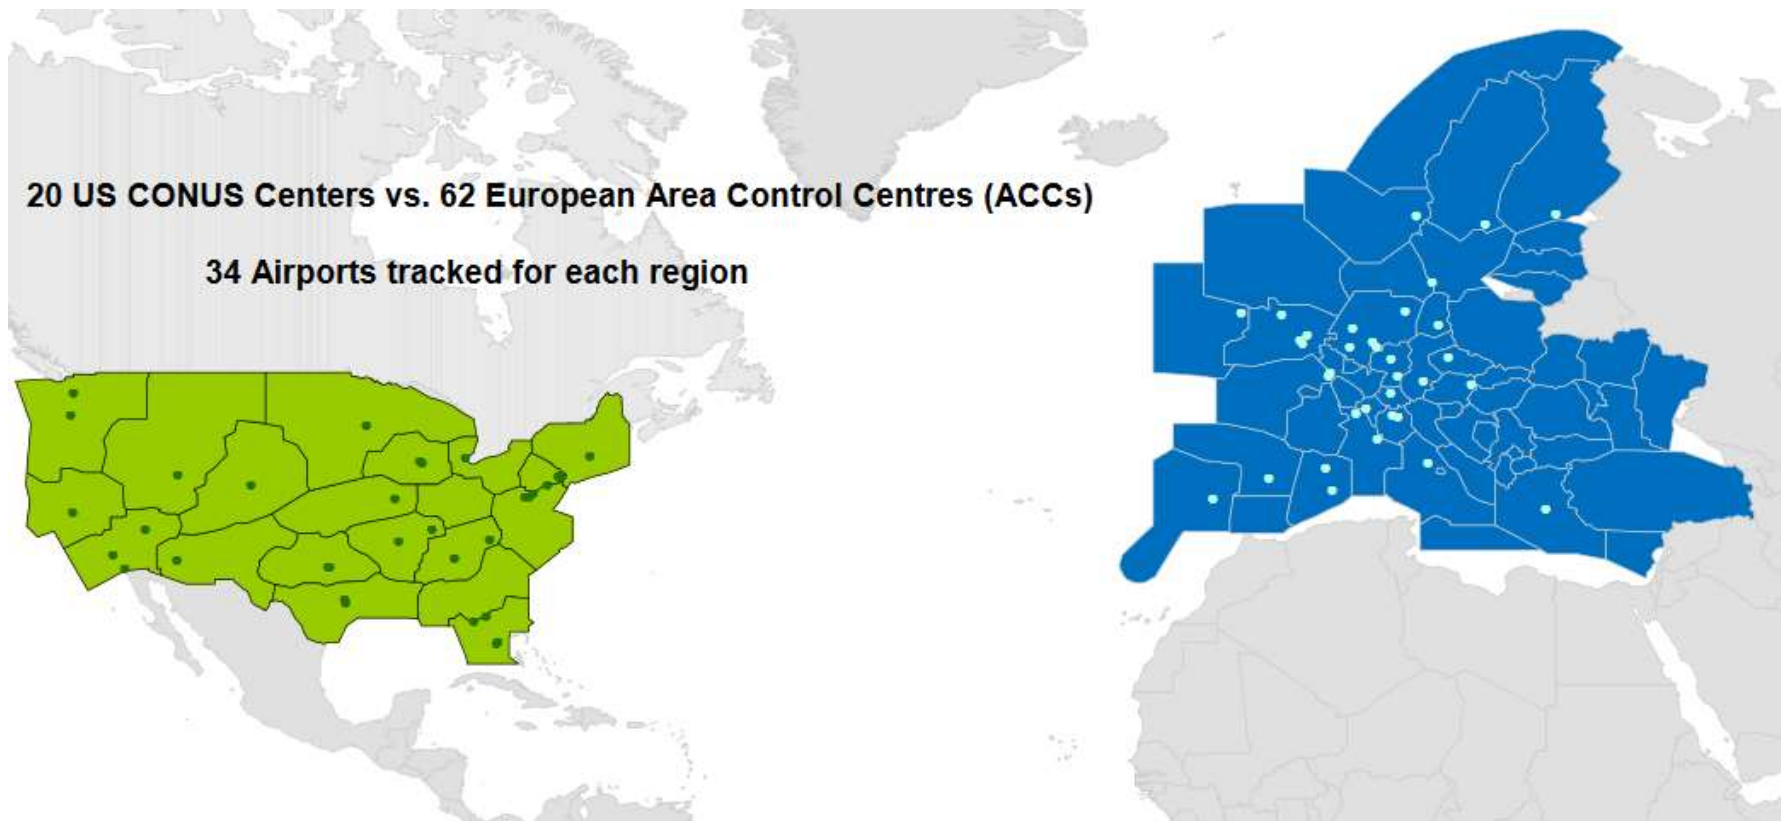 20 US CONUS Centers vs. 62 European Area Control Centres (ACCs)
34 Airports tracked for each region